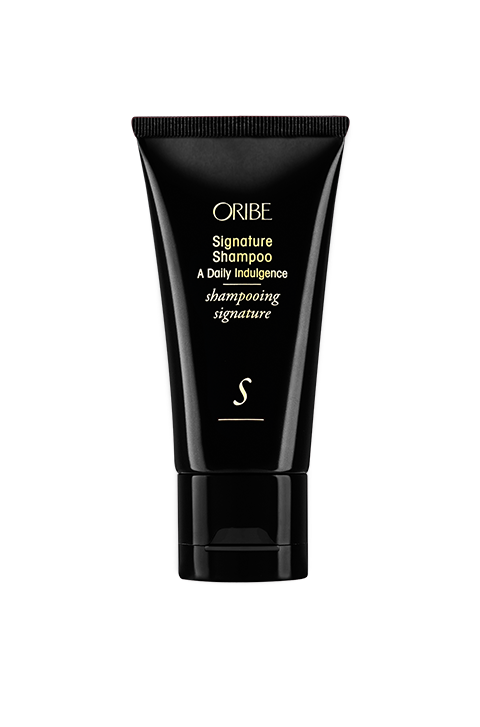 ORIBE
Signature
Shampoo
A Daily Indulgence
shampooing
signature
S